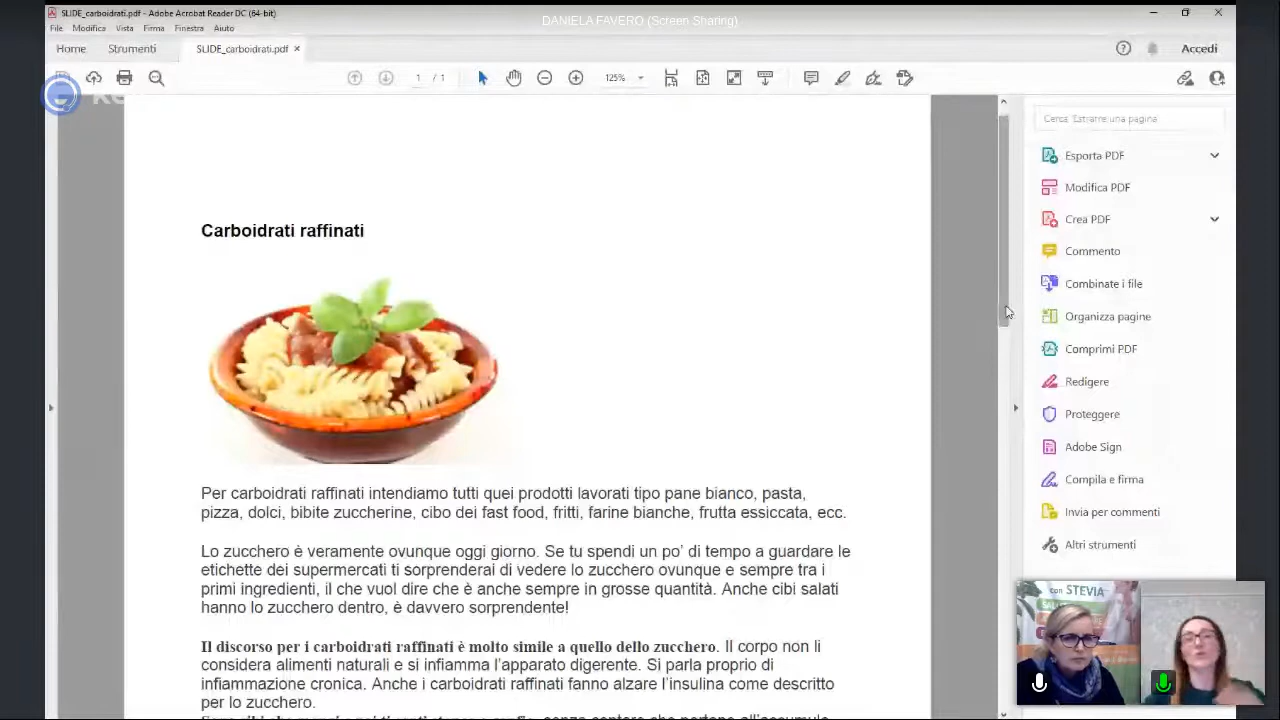 SLIDE_carboidrati.pdf - Adobe Acrobat Reader DC (64-bit)
DANIELA FAVERO (Screen Sharing)
File Modifica Vista Firma Finestra Aiuto
Home Strumenti SLIDE_carboidrati.pdf × Accedi
1 / 1 125%
Cerca 'Estrarre una pagina'
Esporta PDF
Modifica PDF
Crea PDF
Commento
Combinate i file
Organizza pagine
Comprimi PDF
Redigere
Proteggere
Adobe Sign
Compila e firma
Invia per commenti
Altri strumenti
Carboidrati raffinati
Per carboidrati raffinati intendiamo tutti quei prodotti lavorati tipo pane bianco, pasta,
pizza, dolci, bibite zuccherine, cibo dei fast food, fritti, farine bianche, frutta essiccata, ecc.
Lo zucchero è veramente ovunque oggi giorno. Se tu spendi un po’ di tempo a guardare le
etichette dei supermercati ti sorprenderai di vedere lo zucchero ovunque e sempre tra i
primi ingredienti, il che vuol dire che è anche sempre in grosse quantità. Anche cibi salati
hanno lo zucchero dentro, è davvero sorprendente!
Il discorso per i carboidrati raffinati è molto simile a quello dello zucchero. Il corpo non li
considera alimenti naturali e si infiamma l’apparato digerente. Si parla proprio di
infiammazione cronica. Anche i carboidrati raffinati fanno alzare l’insulina come descritto
per lo zucchero.
con STEVIA